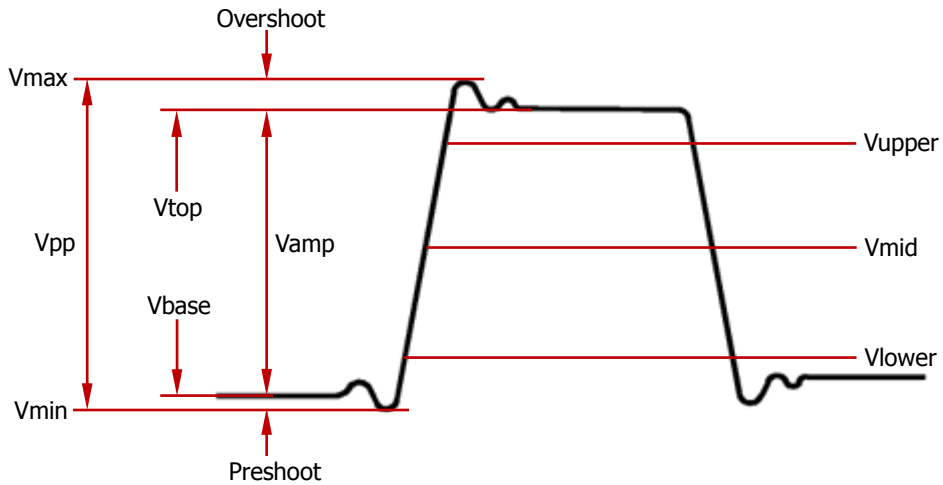 Overshoot
Vmax
Vupper
Vtop
Vpp
Vamp
Vmid
Vbase
Vlower
Vmin
Preshoot